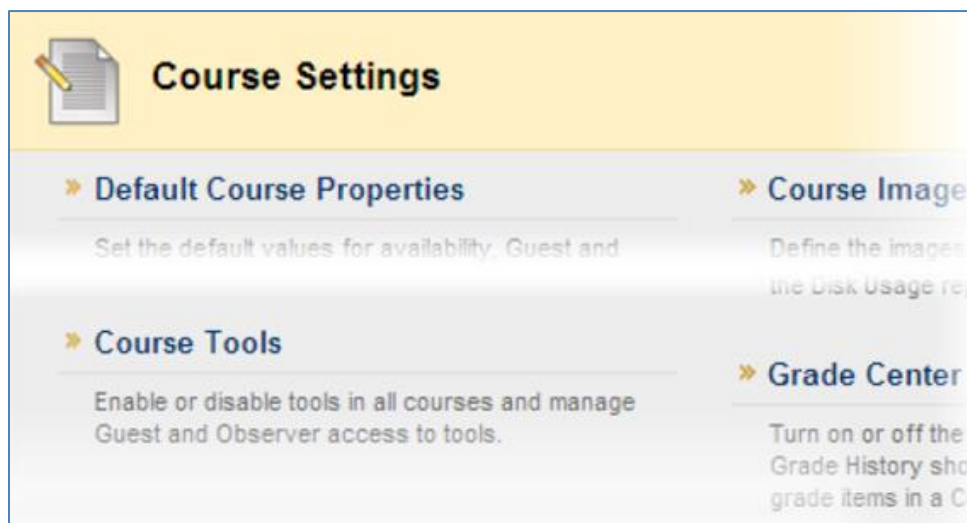 Course Settings
Default Course Properties
Set the default values for availability, Guest and
Course Tools
Enable or disable tools in all courses and manage
Guest and Observer access to tools.
Course Image
Define the images
the Disk Usage
Grade Center
Turn on or off the
Grade History
grade items in a